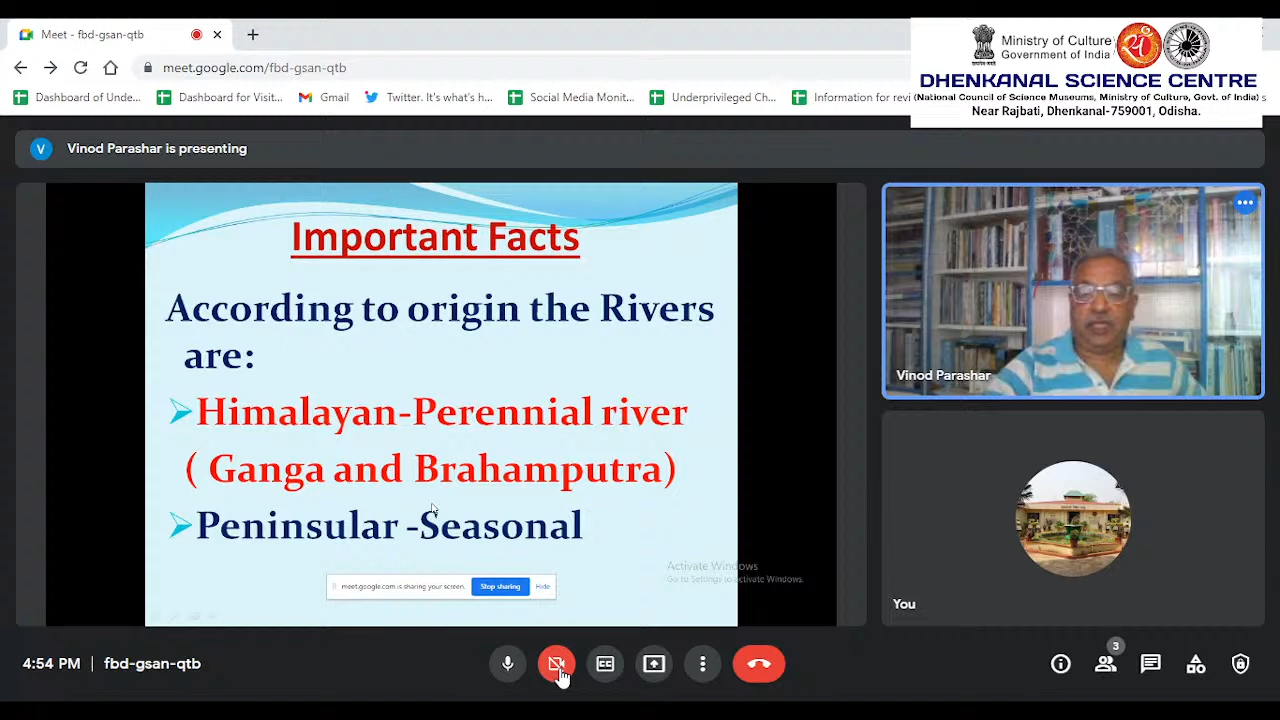 Meet - fbd-gsan-qtb
meet.google.com/fbd-gsan-qtb
Dashboard of Unde...
Dashboard for Visit...
Gmail
Twitter. It's what's h...
Social Media Monit...
Underprivileged Ch...
Information for revi
Ministry of Culture
Government of India
DHENKANAL SCIENCE CENTRE
(National Council of Science Museums, Ministry of Culture, Govt. of India)
Near Rajbati, Dhenkanal-759001, Odisha.
V
Vinod Parashar is presenting
Important Facts
According to origin the Rivers
are:
➢Himalayan-Perennial river
( Ganga and Brahamputra)
➢Peninsular -Seasonal
Activate Windows
Go to Settings to activate Windows.
meet.google.com is sharing your screen.
Stop sharing
Hide
Vinod Parashar
You
4:54 PM | fbd-gsan-qtb
CC
3